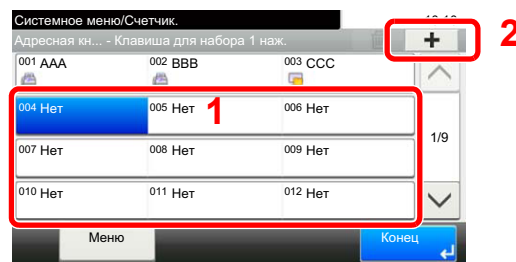 Системное меню/Счетчик.
Адресная кн... - Клавиша для набора 1 наж.
+
2
001 AAA 002 BBB 003 CCC
004 Нет 005 Нет 1 006 Нет
1/9
007 Нет 008 Нет 009 Нет
010 Нет 011 Нет 012 Нет
Меню Конец